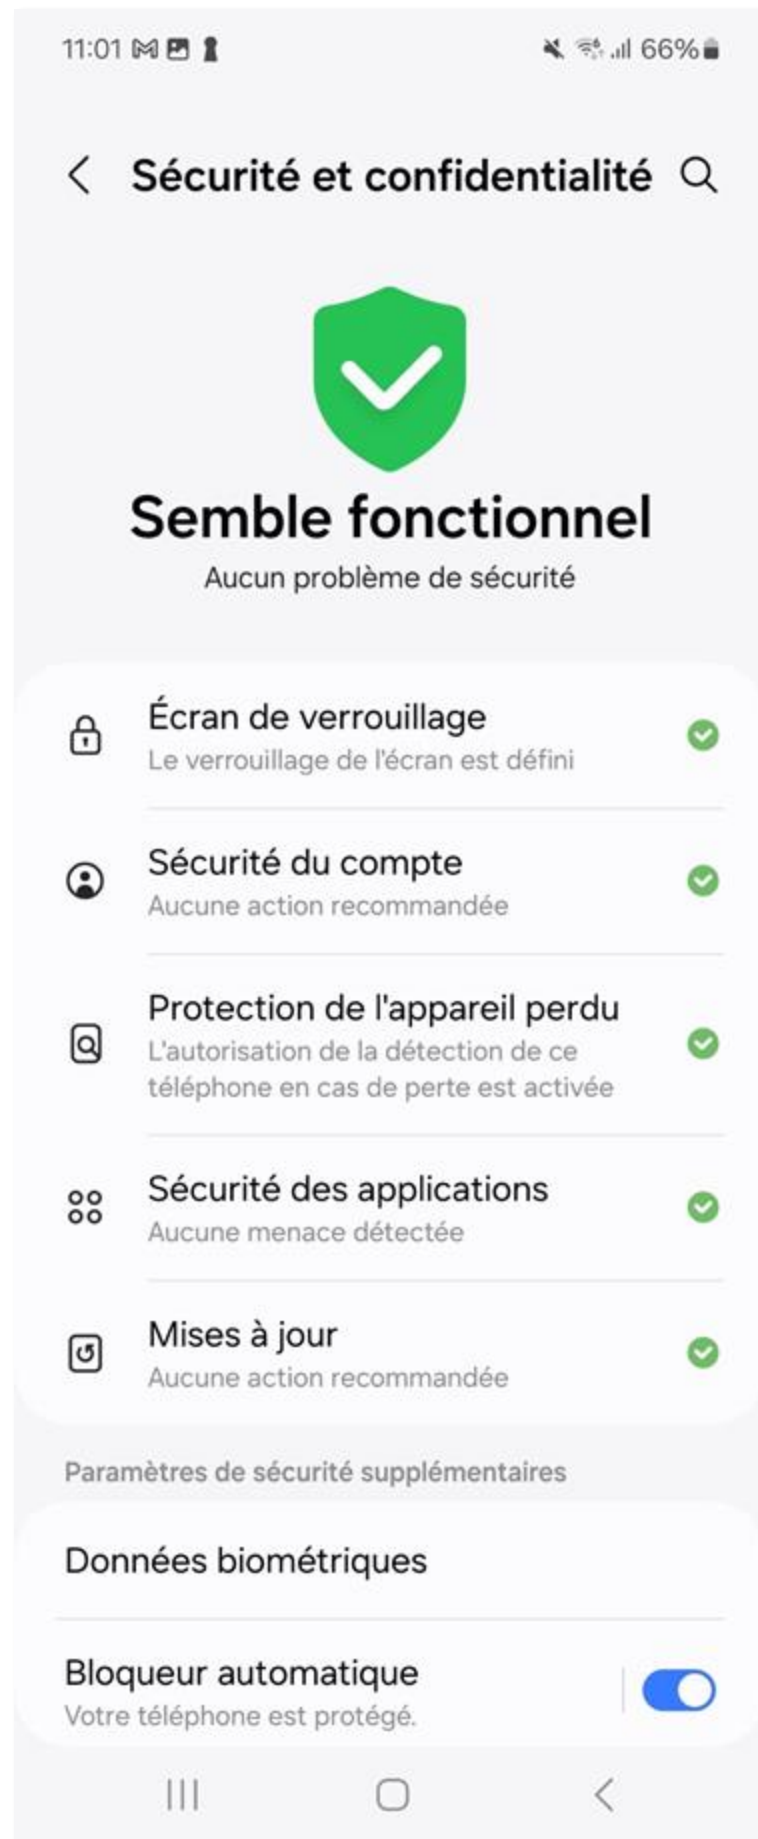 11:01 66%
Sécurité et confidentialité
Semble fonctionnel
Aucun problème de sécurité
Écran de verrouillage
Le verrouillage de l'écran est défini
Sécurité du compte
Aucune action recommandée
Protection de l'appareil perdu
L'autorisation de la détection de ce
téléphone en cas de perte est activée
Sécurité des applications
Aucune menace détectée
Mises à jour
Aucune action recommandée
Paramètres de sécurité supplémentaires
Données biométriques
Bloqueur automatique
Votre téléphone est protégé.